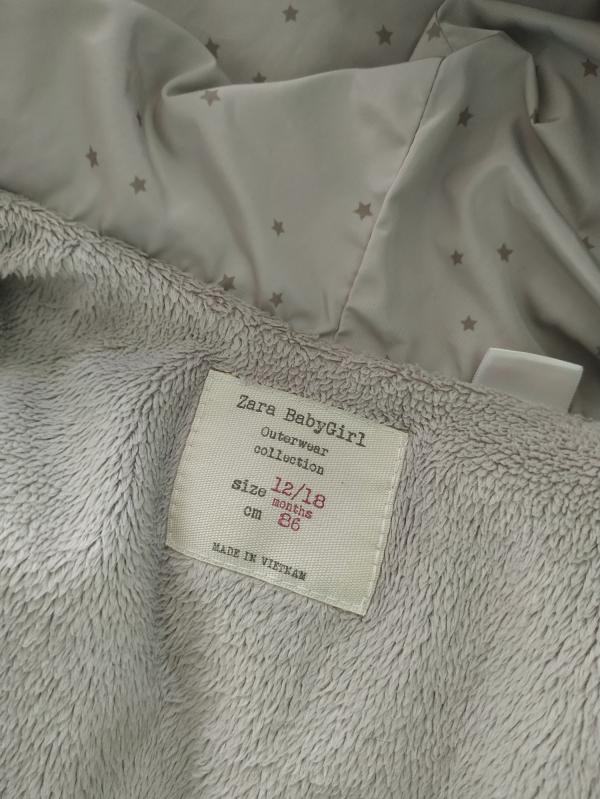 Zara BabyGirl
Outerwear
collection
size 12/18
months
cm 86
MADE IN VIETNAM